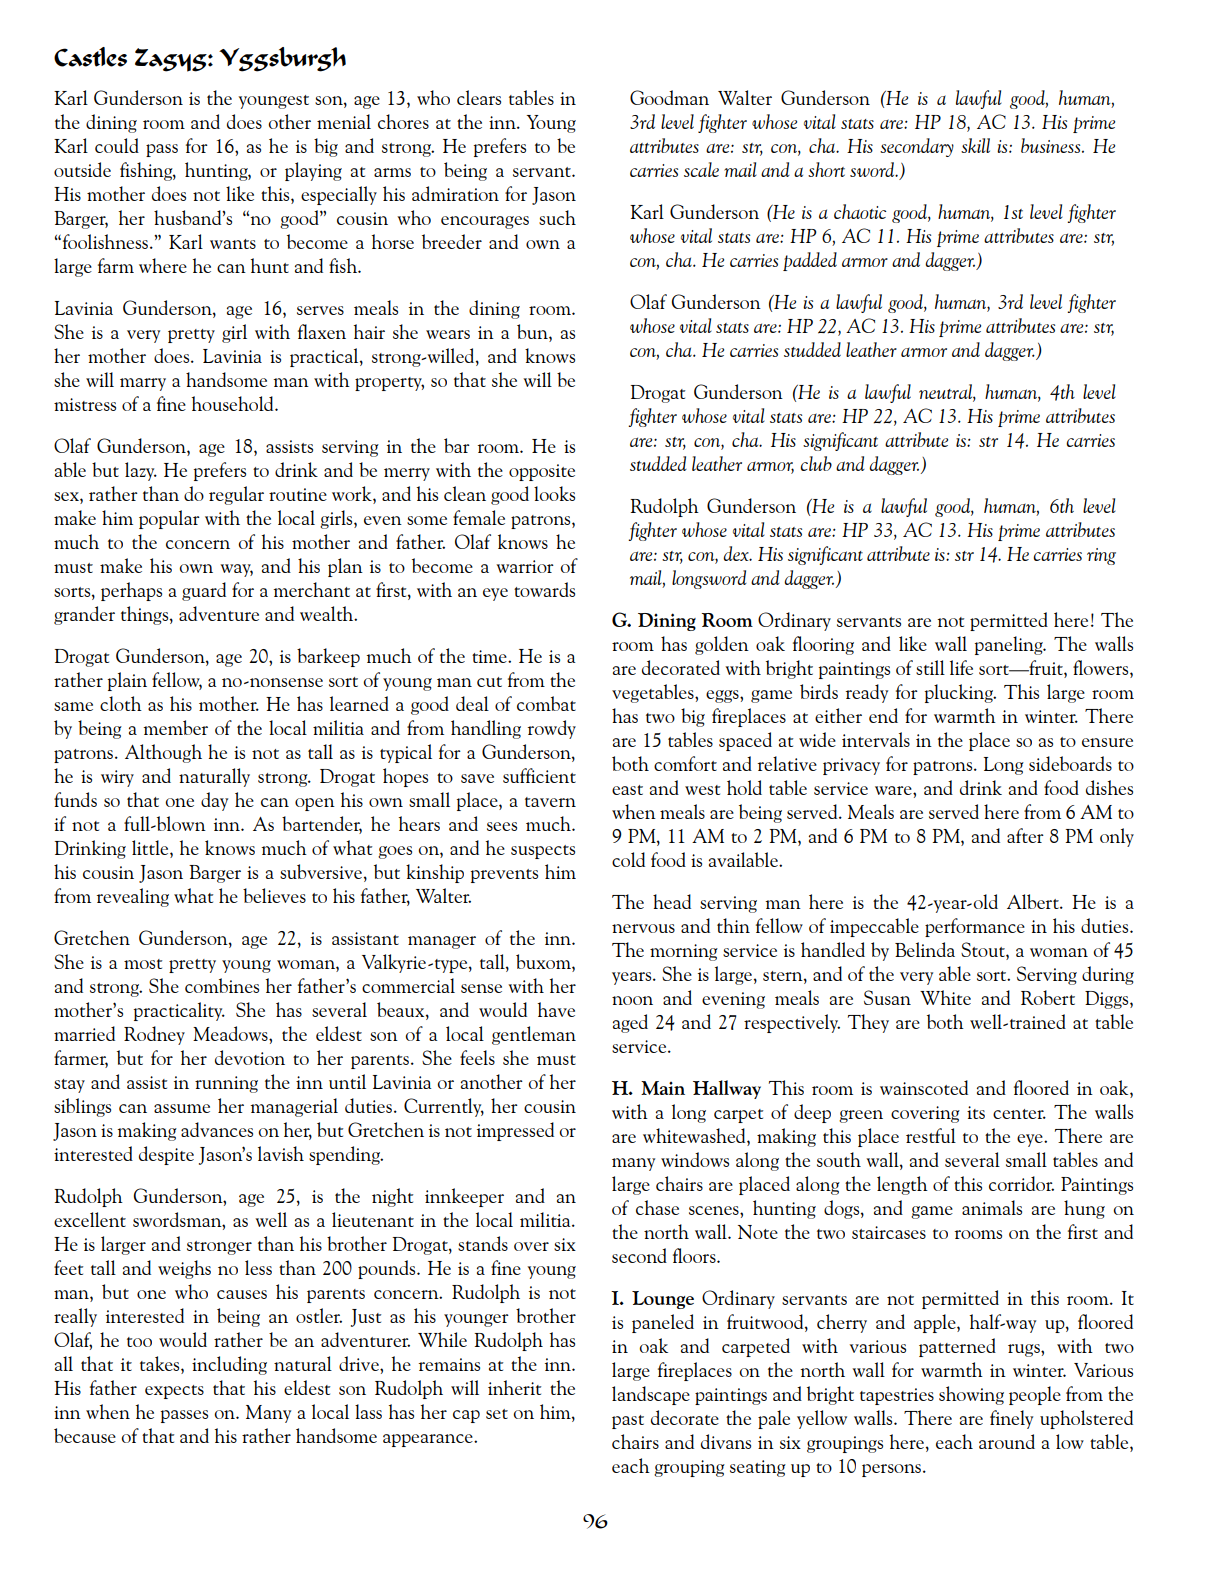 Castles Zagyg: Yggsburgh
Karl Gunderson is the youngest son, age 13, who clears tables in
the dining room and does other menial chores at the inn. Young
Karl could pass for 16, as he is big and strong. He prefers to be
outside fishing, hunting, or playing at arms to being a servant.
His mother does not like this, especially his admiration for Jason
Barger, her husband’s “no good” cousin who encourages such
“foolishness.” Karl wants to become a horse breeder and own a
large farm where he can hunt and fish.
Lavinia Gunderson, age 16, serves meals in the dining room.
She is a very pretty girl with flaxen hair she wears in a bun, as
her mother does. Lavinia is practical, strong-willed, and knows
she will marry a handsome man with property, so that she will be
mistress of a fine household.
Olaf Gunderson, age 18, assists serving in the bar room. He is
able but lazy. He prefers to drink and be merry with the opposite
sex, rather than do regular routine work, and his clean good looks
make him popular with the local girls, even some female patrons,
much to the concern of his mother and father. Olaf knows he
must make his own way, and his plan is to become a warrior of
sorts, perhaps a guard for a merchant at first, with an eye towards
grander things, adventure and wealth.
Drogat Gunderson, age 20, is barkeep much of the time. He is a
rather plain fellow, a no-nonsense sort of young man cut from the
same cloth as his mother. He has learned a good deal of combat
by being a member of the local militia and from handling rowdy
patrons. Although he is not as tall as is typical for a Gunderson,
he is wiry and naturally strong. Drogat hopes to save sufficient
funds so that one day he can open his own small place, a tavern
if not a full-blown inn. As bartender, he hears and sees much.
Drinking little, he knows much of what goes on, and he suspects
his cousin Jason Barger is a subversive, but kinship prevents him
from revealing what he believes to his father, Walter.
Gretchen Gunderson, age 22, is assistant manager of the inn.
She is a most pretty young woman, a Valkyrie-type, tall, buxom,
and strong. She combines her father’s commercial sense with her
mother’s practicality. She has several beaux, and would have
married Rodney Meadows, the eldest son of a local gentleman
farmer, but for her devotion to her parents. She feels she must
stay and assist in running the inn until Lavinia or another of her
siblings can assume her managerial duties. Currently, her cousin
Jason is making advances on her, but Gretchen is not impressed or
interested despite Jason’s lavish spending.
Rudolph Gunderson, age 25, is the night innkeeper and an
excellent swordsman, as well as a lieutenant in the local militia.
He is larger and stronger than his brother Drogat, stands over six
feet tall and weighs no less than 200 pounds. He is a fine young
man, but one who causes his parents concern. Rudolph is not
really interested in being an ostler. Just as his younger brother
Olaf, he too would rather be an adventurer. While Rudolph has
all that it takes, including natural drive, he remains at the inn.
His father expects that his eldest son Rudolph will inherit the
inn when he passes on. Many a local lass has her cap set on him,
because of that and his rather handsome appearance.
Goodman Walter Gunderson (He is a lawful good, human,
3rd level fighter whose vital stats are: HP 18, AC 13. His prime
attributes are: str, con, cha. His secondary skill is: business. He
carries scale mail and a short sword.)
Karl Gunderson (He is a chaotic good, human, 1st level fighter
whose vital stats are: HP 6, AC 11. His prime attributes are: str,
con, cha. He carries padded armor and dagger.)
Olaf Gunderson (He is a lawful good, human, 3rd level fighter
whose vital stats are: HP 22, AC 13. His prime attributes are: str,
con, cha. He carries studded leather armor and dagger.)
Drogat Gunderson (He is a lawful neutral, human, 4th level
fighter whose vital stats are: HP 22, AC 13. His prime attributes
are: str, con, cha. His significant attribute is: str 14. He carries
studded leather armor, club and dagger.)
Rudolph Gunderson (He is a lawful good, human, 6th level
fighter whose vital stats are: HP 33, AC 13. His prime attributes
are: str, con, dex. His significant attribute is: str 14. He carries ring
mail, longsword and dagger.)
G. Dining Room Ordinary servants are not permitted here! The
room has golden oak flooring and like wall paneling. The walls
are decorated with bright paintings of still life sort—fruit, flowers,
vegetables, eggs, game birds ready for plucking. This large room
has two big fireplaces at either end for warmth in winter. There
are 15 tables spaced at wide intervals in the place so as to ensure
both comfort and relative privacy for patrons. Long sideboards to
east and west hold table service ware, and drink and food dishes
when meals are being served. Meals are served here from 6 AM to
9 PM, 11 AM to 2 PM, and 6 PM to 8 PM, and after 8 PM only
cold food is available.
The head serving man here is the 42-year-old Albert. He is a
nervous and thin fellow of impeccable performance in his duties.
The morning service is handled by Belinda Stout, a woman of 45
years. She is large, stern, and of the very able sort. Serving during
noon and evening meals are Susan White and Robert Diggs,
aged 24 and 27 respectively. They are both well-trained at table
service.
H. Main Hallway This room is wainscoted and floored in oak,
with a long carpet of deep green covering its center. The walls
are whitewashed, making this place restful to the eye. There are
many windows along the south wall, and several small tables and
large chairs are placed along the length of this corridor. Paintings
of chase scenes, hunting dogs, and game animals are hung on
the north wall. Note the two staircases to rooms on the first and
second floors.
I. Lounge Ordinary servants are not permitted in this room. It
is paneled in fruitwood, cherry and apple, half-way up, floored
in oak and carpeted with various patterned rugs, with two
large fireplaces on the north wall for warmth in winter. Various
landscape paintings and bright tapestries showing people from the
past decorate the pale yellow walls. There are finely upholstered
chairs and divans in six groupings here, each around a low table,
each grouping seating up to 10 persons.
96